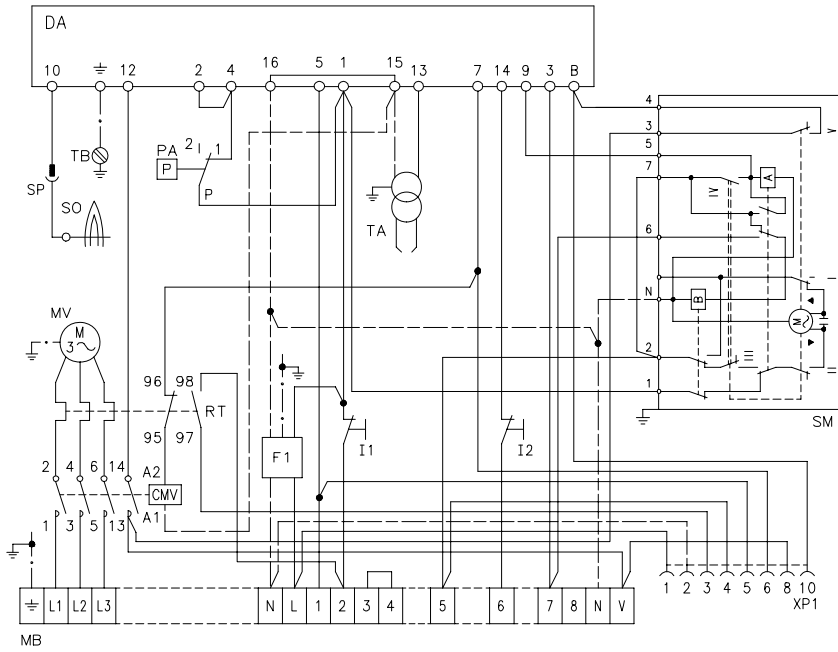 DA
10 12 2 4 16 5 1 15 13 7 14 9 3 B
4
3
5
7
6
N
2
1
V
IV
A
I
B
M
III
II
SM
TB
SP
SO
PA
P
2 1
P
TA
MV
M
3
96 98
RT
95 97
F1
I1
I2
2 4 6 14 A2
CMV
1 3 5 13 A1
L1 L2 L3 N L 1 2 3 4 5 6 7 8 N V
MB
1 2 3 4 5 6 8 10
XP1